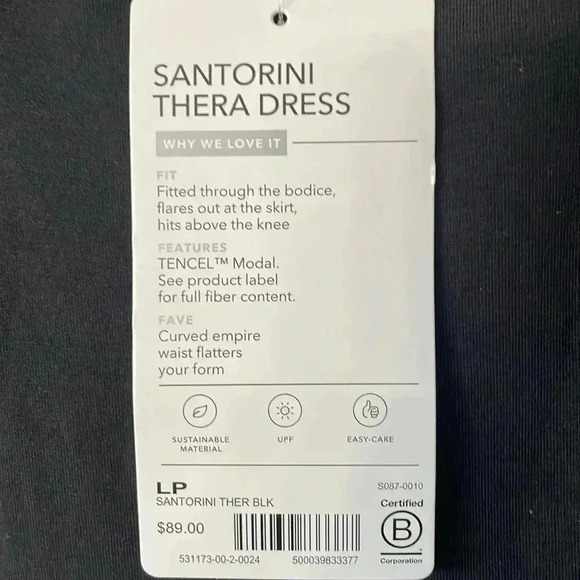 SANTORINI
THERA DRESS
WHY WE LOVE IT
FIT
Fitted through the bodice,
flares out at the skirt,
hits above the knee
FEATURES
TENCEL™ Modal.
See product label
for full fiber content.
FAVE
Curved empire
waist flatters
your form
SUSTAINABLE
MATERIAL
UPF
EASY-CARE
LP
S087-0010
SANTORINI THER BLK
Certified
$89.00
B
531173-00-2-0024
500039833377
Corporation